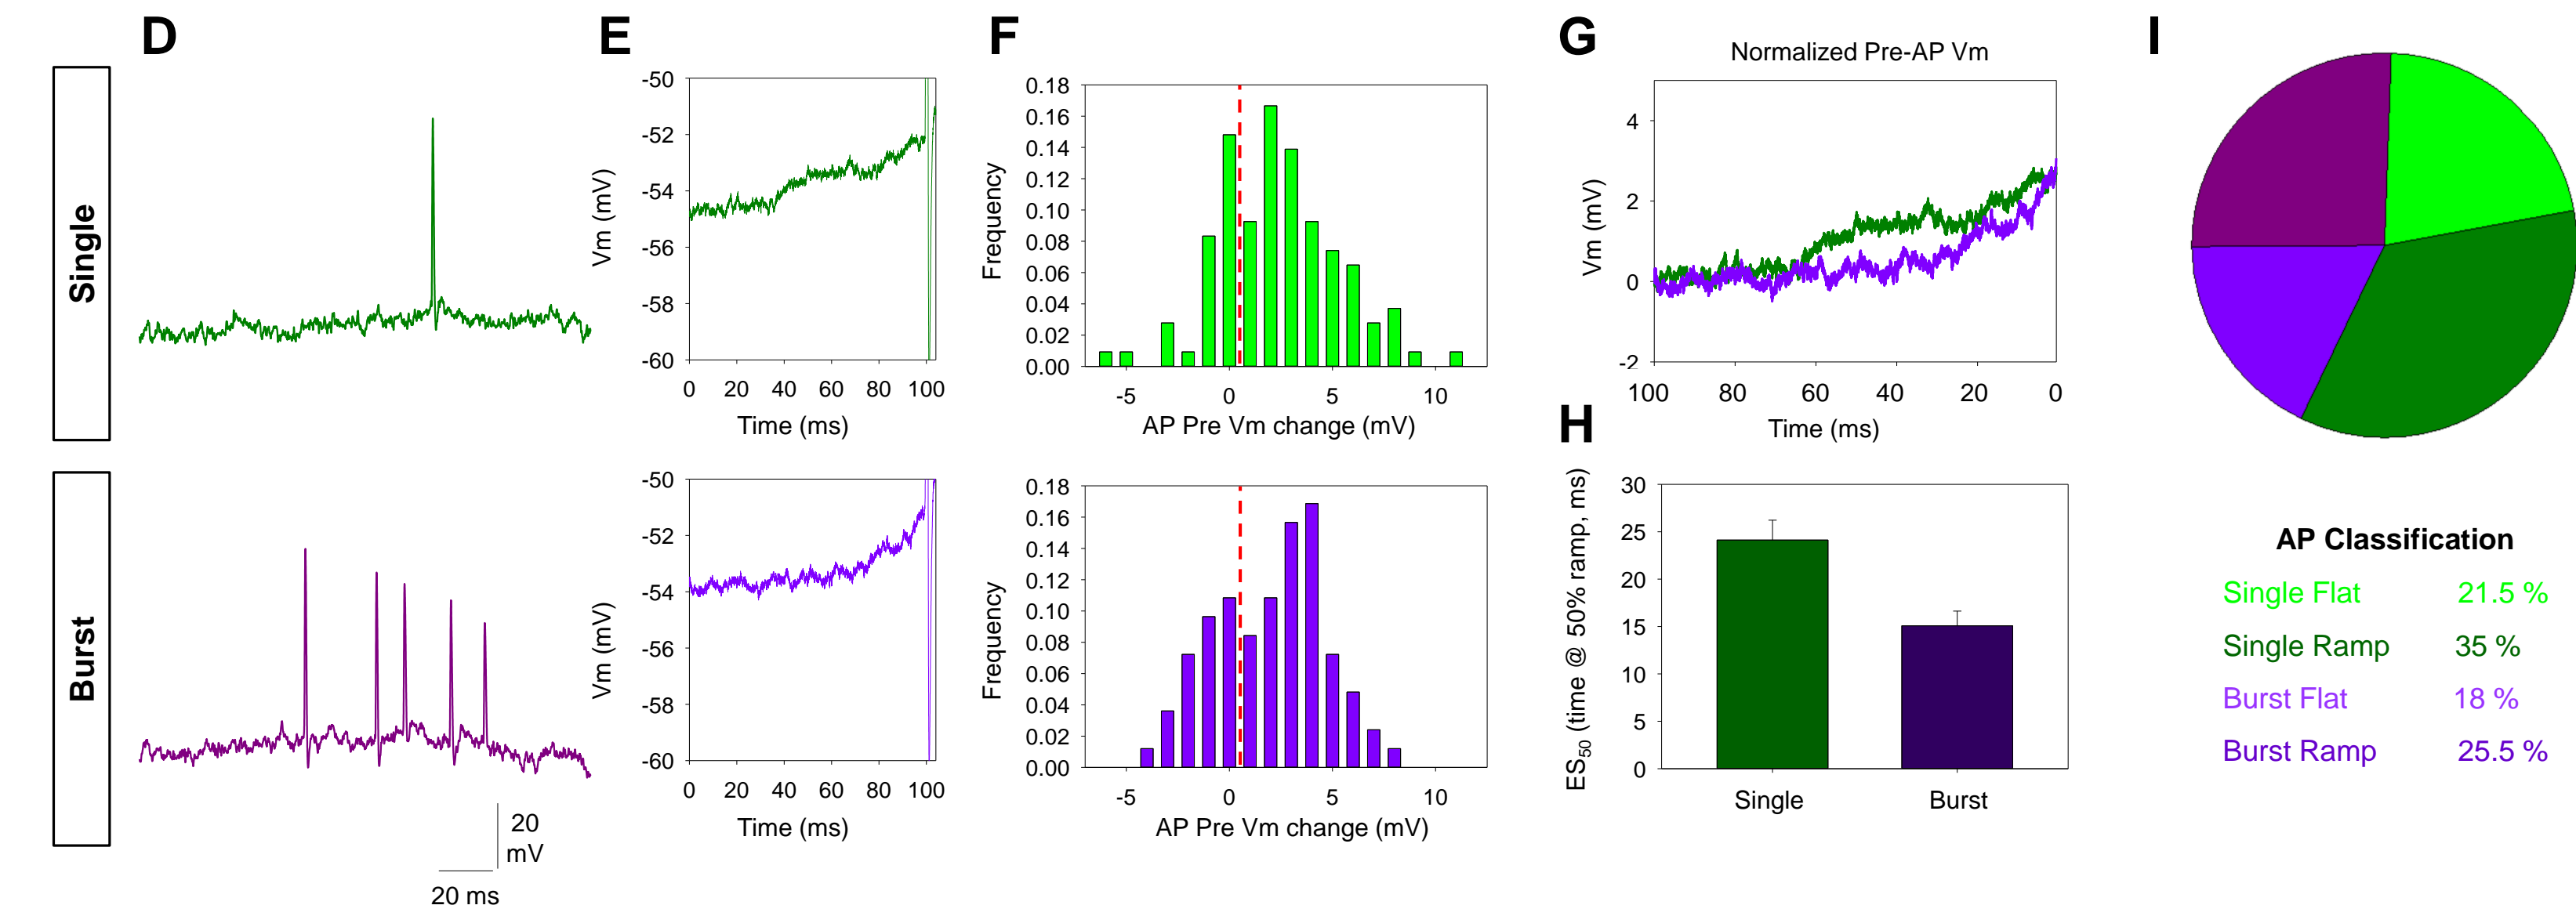 D
Single
Burst
20
mV
20 ms
E
-50
-52
-54
-56
-58
-60
Vm (mV)
0 20 40 60 80 100
Time (ms)
-50
-52
-54
-56
-58
-60
Vm (mV)
0 20 40 60 80 100
Time (ms)
F
0.18
0.16
0.14
0.12
0.10
0.08
0.06
0.04
0.02
0.00
Frequency
-5 0 5 10
AP Pre Vm change (mV)
0.18
0.16
0.14
0.12
0.10
0.08
0.06
0.04
0.02
0.00
Frequency
-5 0 5 10
AP Pre Vm change (mV)
G
Normalized Pre-AP Vm
4
2
0
-2
Vm (mV)
100 80 60 40 20 0
Time (ms)
H
30
25
20
15
10
5
0
ES50 (time @ 50% ramp, ms)
Single Burst
I
AP Classification
Single Flat 21.5 %
Single Ramp 35 %
Burst Flat 18 %
Burst Ramp 25.5 %